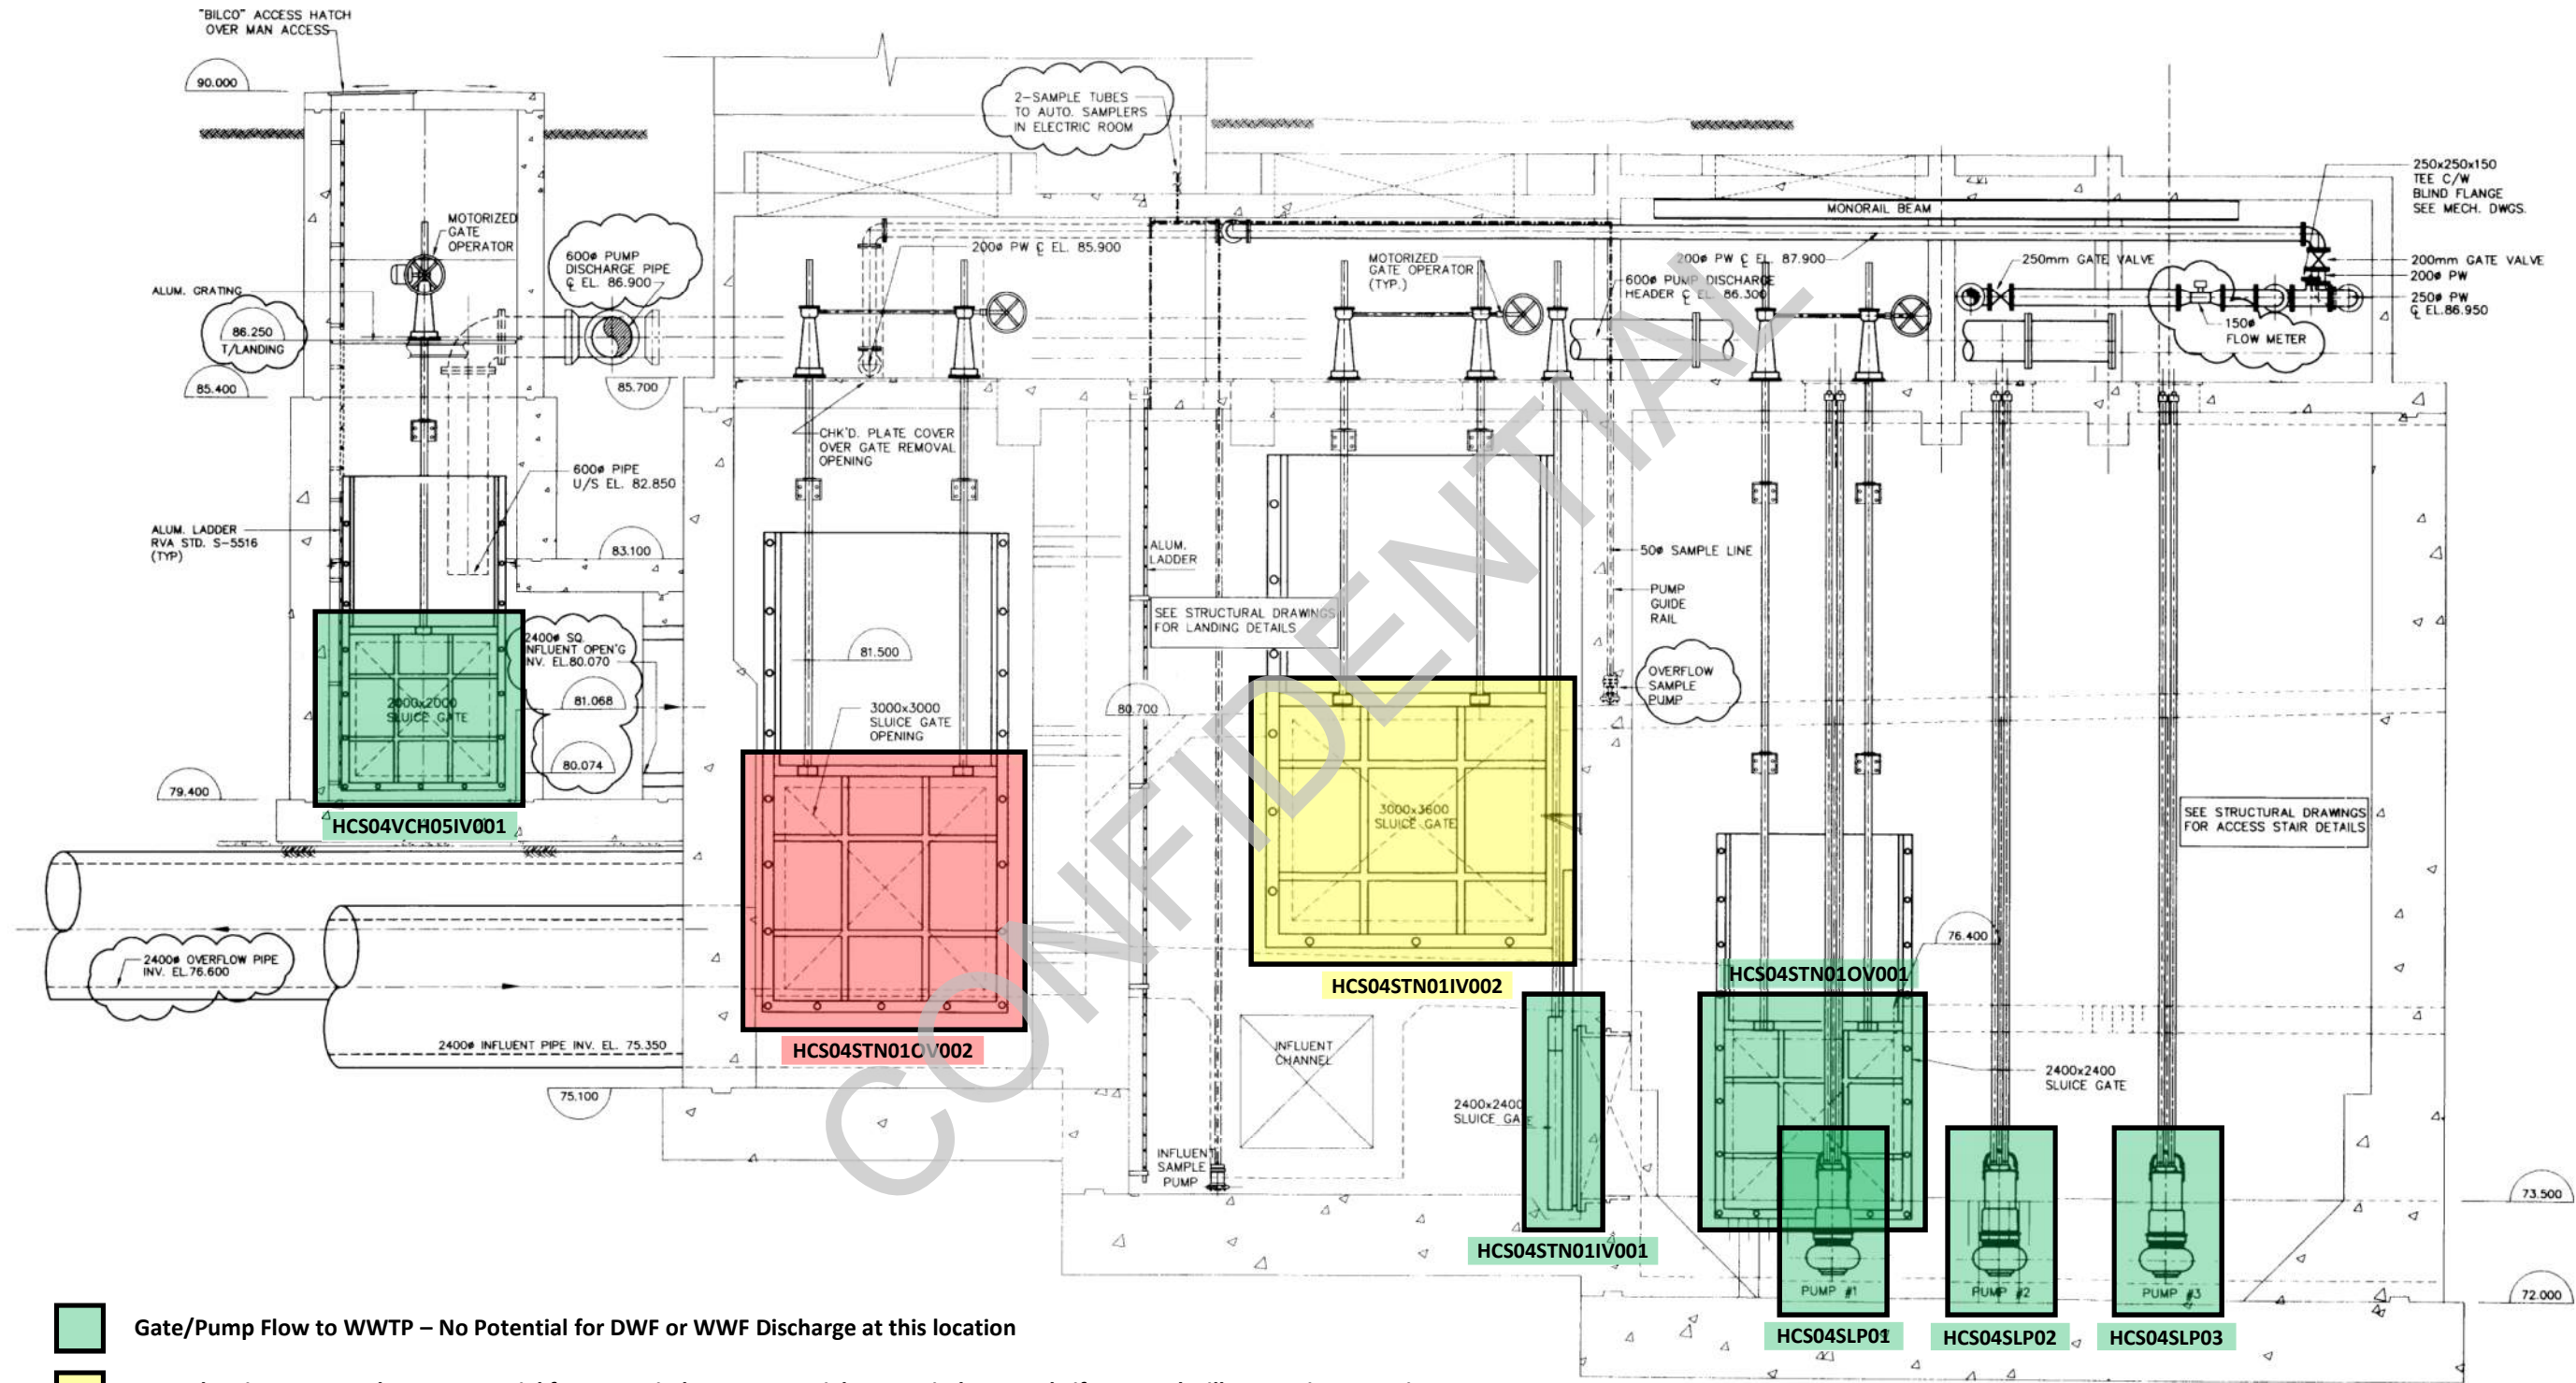 "BILCO" ACCESS HATCH
OVER MAN ACCESS
90.000
2-SAMPLE TUBES
TO AUTO. SAMPLERS
IN ELECTRIC ROOM
250x250x150
TEE C/W
BLIND FLANGE
SEE MECH. DWGS.
MONORAIL BEAM
MOTORIZED
GATE
OPERATOR
600ø PUMP
DISCHARGE PIPE
℄ EL. 86.900
200ø PW ℄ EL. 85.900
MOTORIZED
GATE OPERATOR
(TYP.)
200ø PW ℄ EL. 87.900
600ø PUMP DISCHARGE
HEADER ℄ EL. 86.300
250mm GATE VALVE
200mm GATE VALVE
200ø PW
250ø PW
℄ EL.86.950
150ø
FLOW METER
ALUM. GRATING
86.250
T/LANDING
85.400
85.700
CHK'D. PLATE COVER
OVER GATE REMOVAL
OPENING
600ø PIPE
U/S EL. 82.850
ALUM. LADDER
RVA STD. S-5516
(TYP)
83.100
ALUM.
LADDER
50ø SAMPLE LINE
PUMP
GUIDE
RAIL
SEE STRUCTURAL DRAWINGS
FOR LANDING DETAILS
2400ø SQ.
INFLUENT OPEN'G
INV. EL.80.070
81.500
OVERFLOW
SAMPLE
PUMP
2000x2000
SLUICE GATE
81.068
3000x3000
SLUICE GATE
OPENING
80.700
80.074
79.400
3000x3600
SLUICE GATE
SEE STRUCTURAL DRAWINGS
FOR ACCESS STAIR DETAILS
HCS04VCH05IV001
76.400
2400ø OVERFLOW PIPE
INV. EL.76.600
HCS04STN01OV001
HCS04STN01IV002
2400ø INFLUENT PIPE INV. EL. 75.350
HCS04STN01OV002
INFLUENT
CHANNEL
2400x2400
SLUICE GATE
75.100
2400x2400
SLUICE GATE
INFLUENT
SAMPLE
PUMP
73.500
HCS04STN01IV001
PUMP #1
PUMP #2
PUMP #3
72.000
HCS04SLP01
HCS04SLP02
HCS04SLP03
Gate/Pump Flow to WWTP – No Potential for DWF or WWF Discharge at this location
CONFIDENTIAL